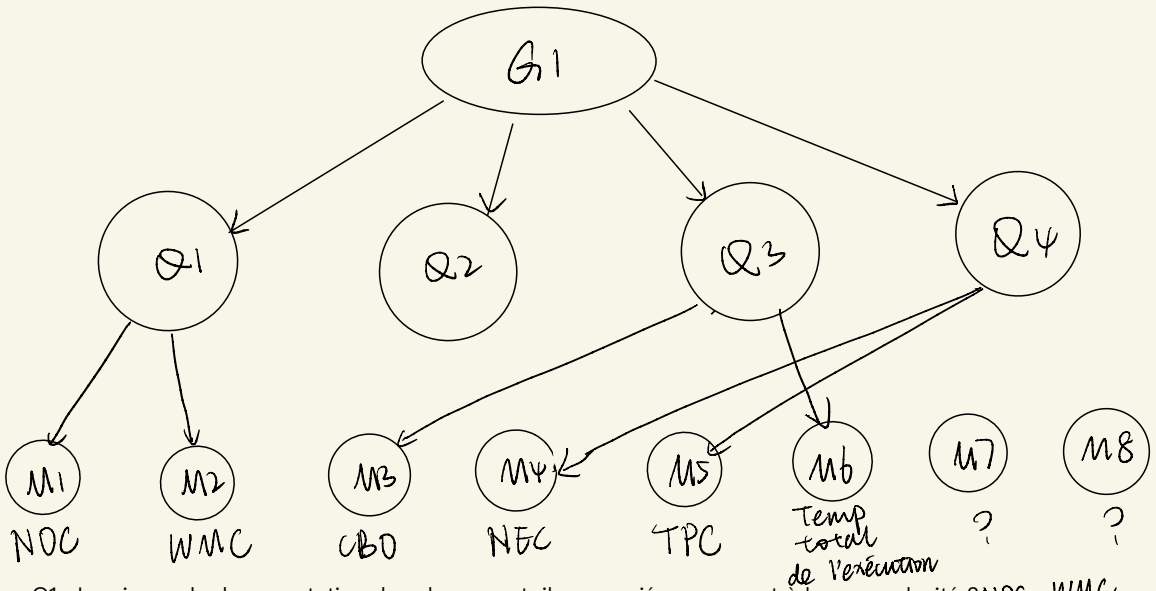 G1
Q1
Q2
Q3
Q4
M1
M2
M3
M4
M5
M6
M7
M8
NOC
WMC
CBO
NEC
TPC
Temp
total
de l'exécution
?
?
WMC